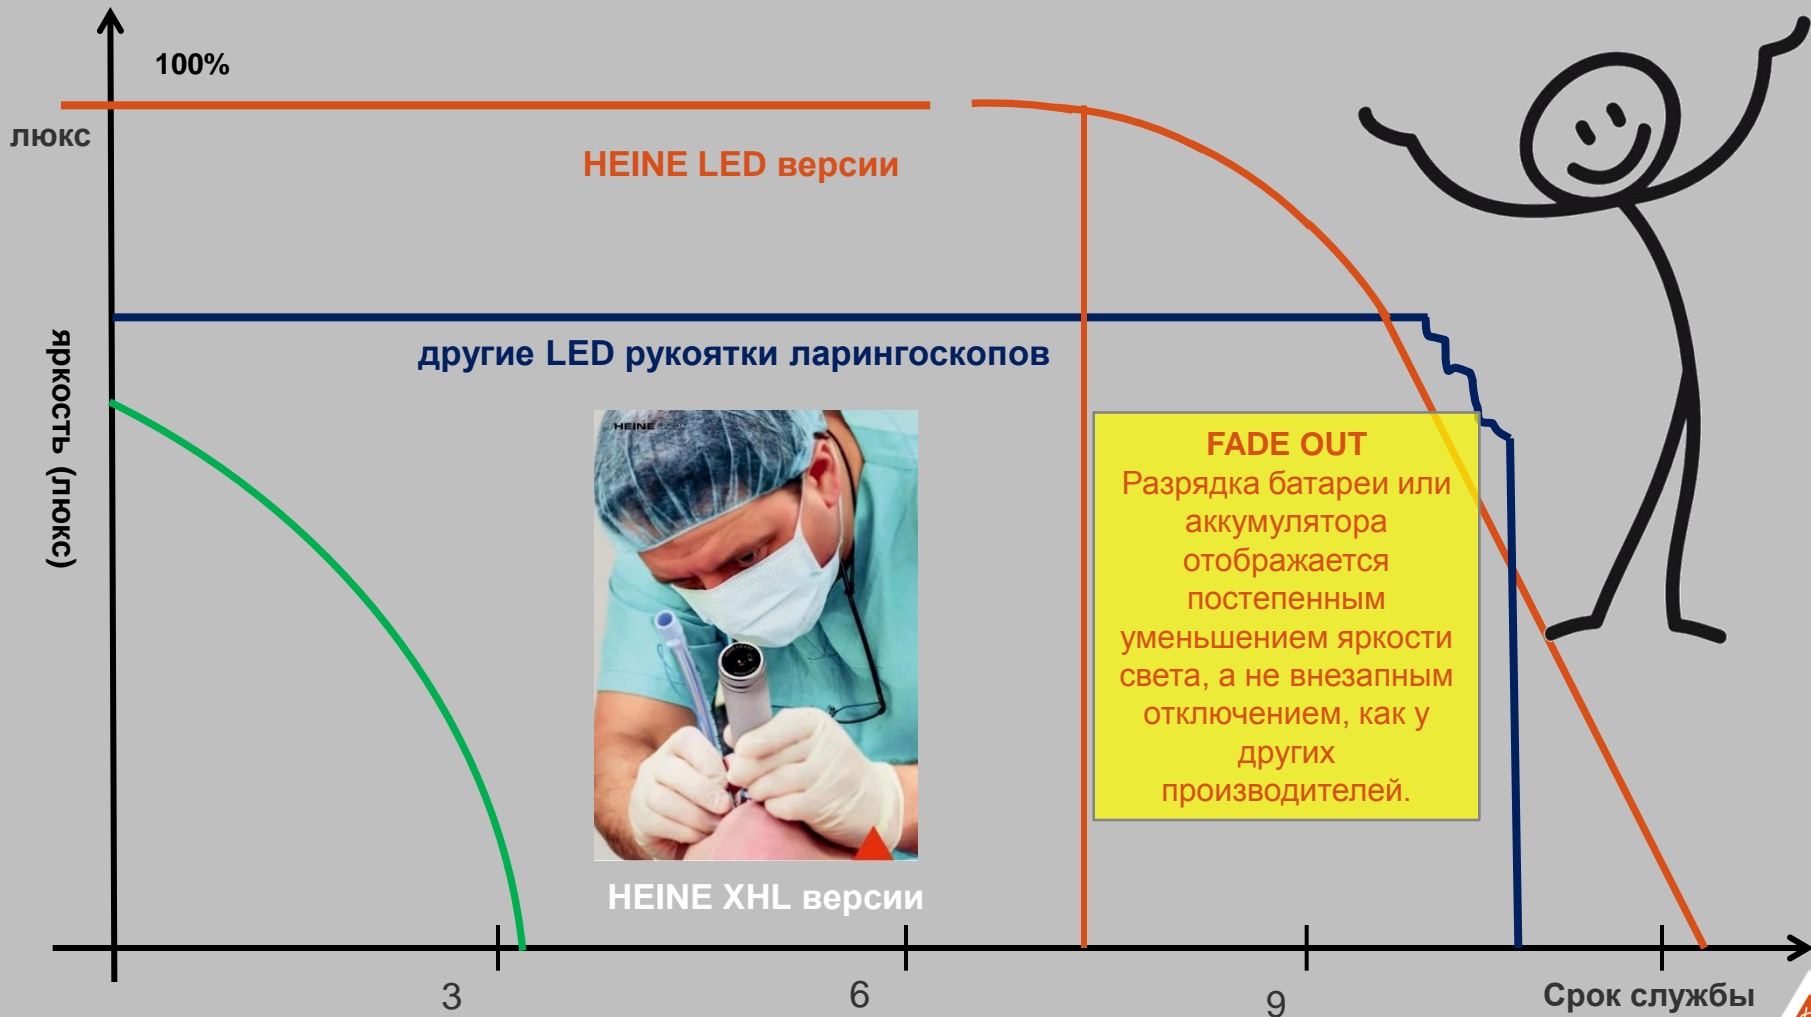 100%
люкс
HEINE LED версии
другие LED рукоятки ларингоскопов
яркость (люкс)
HEINE
FADE OUT
Разрядка батареи или
аккумулятора
отображается
постепенным
уменьшением яркости
света, а не внезапным
отключением, как у
других
производителей.
HEINE XHL версии
3
6
9
Срок службы